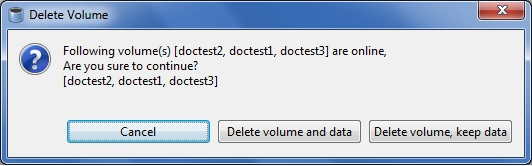 Delete Volume
Following volume(s) [doctest2, doctest1, doctest3] are online,
Are you sure to continue?
[doctest2, doctest1, doctest3]
Cancel
Delete volume and data
Delete volume, keep data